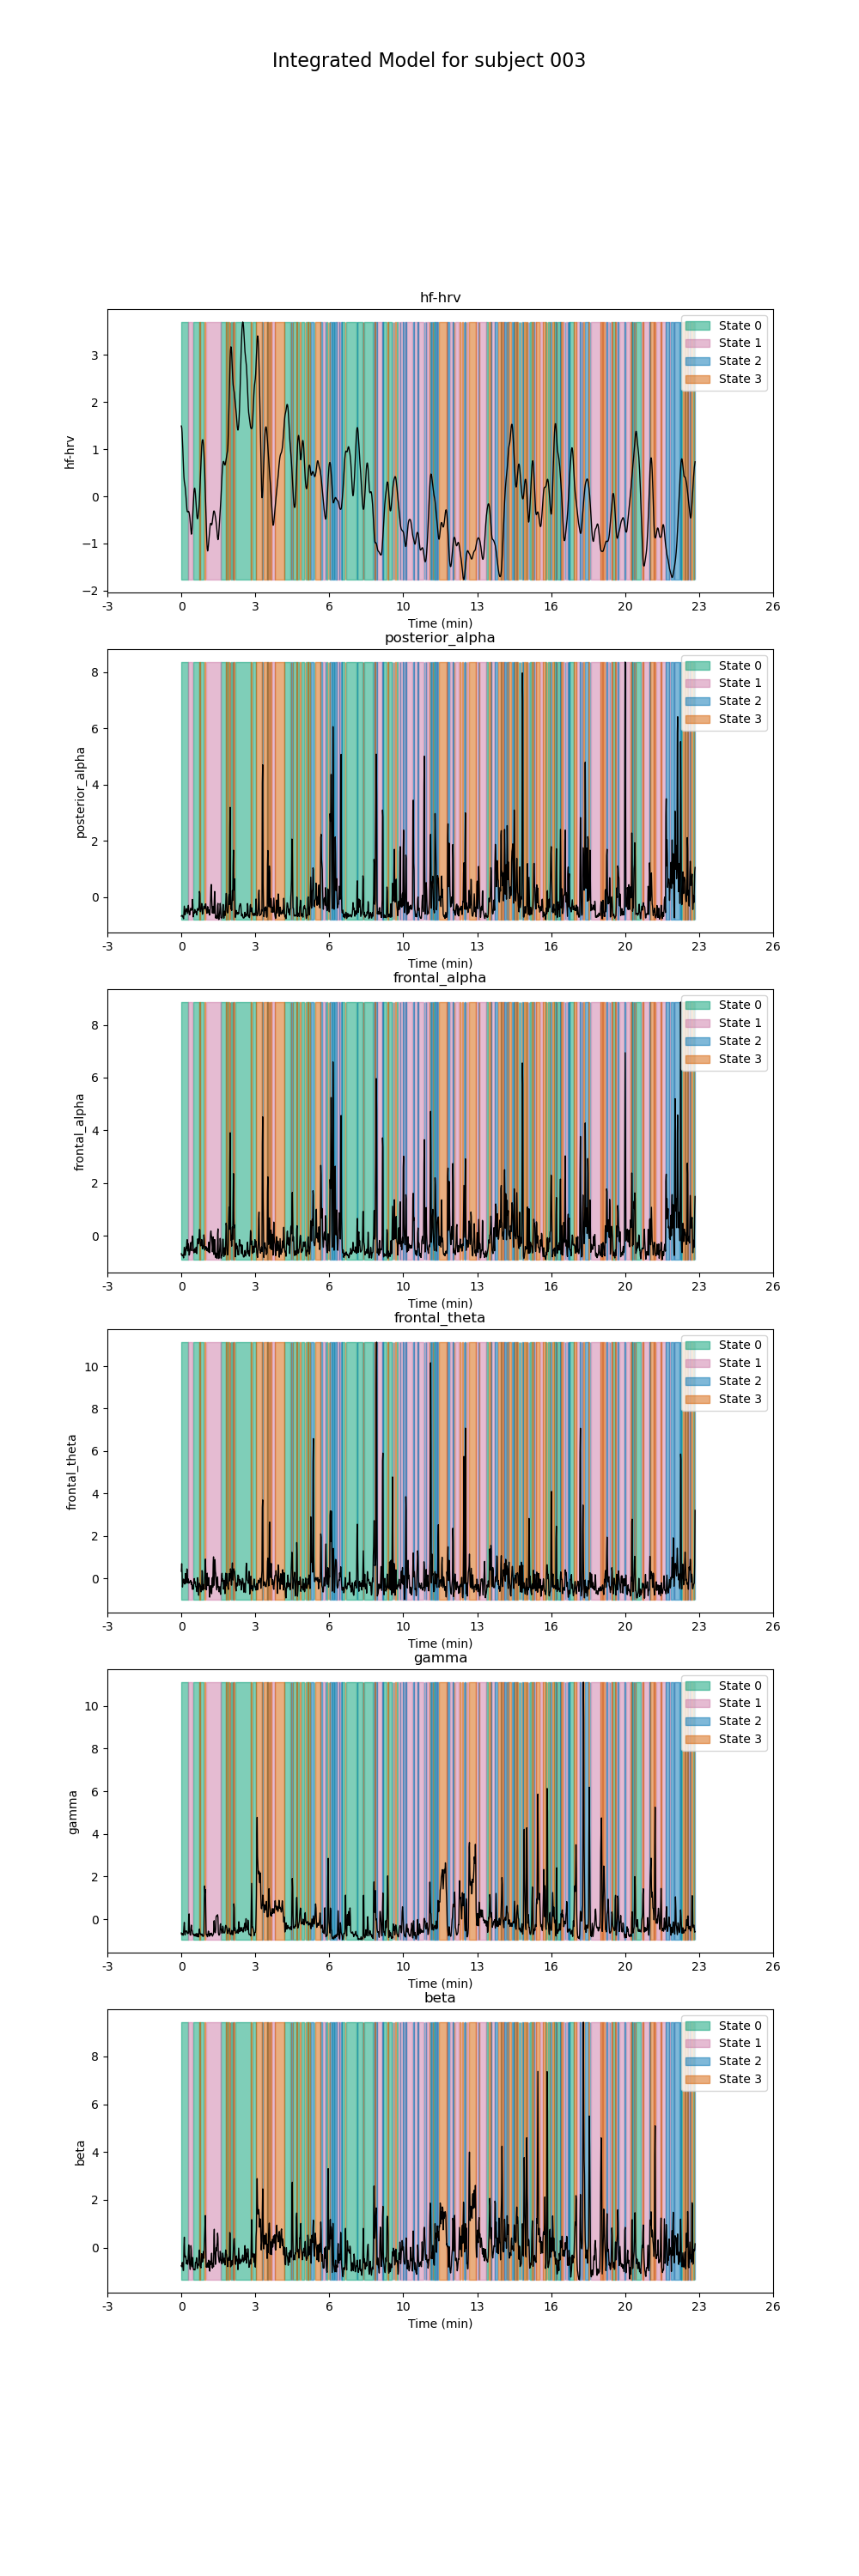 Integrated Model for subject 003
hf-hrv
State 0
State 1
State 2
State 3
hf-hrv
3
2
1
0
−1
−2
-3 0 3 6 10 13 16 20 23 26
Time (min)
posterior_alpha
State 0
State 1
State 2
State 3
posterior_alpha
8
6
4
2
0
-3 0 3 6 10 13 16 20 23 26
Time (min)
frontal_alpha
State 0
State 1
State 2
State 3
frontal_alpha
8
6
4
2
0
-3 0 3 6 10 13 16 20 23 26
Time (min)
frontal_theta
State 0
State 1
State 2
State 3
frontal_theta
10
8
6
4
2
0
-3 0 3 6 10 13 16 20 23 26
Time (min)
gamma
State 0
State 1
State 2
State 3
gamma
10
8
6
4
2
0
-3 0 3 6 10 13 16 20 23 26
Time (min)
beta
State 0
State 1
State 2
State 3
beta
8
6
4
2
0
-3 0 3 6 10 13 16 20 23 26
Time (min)